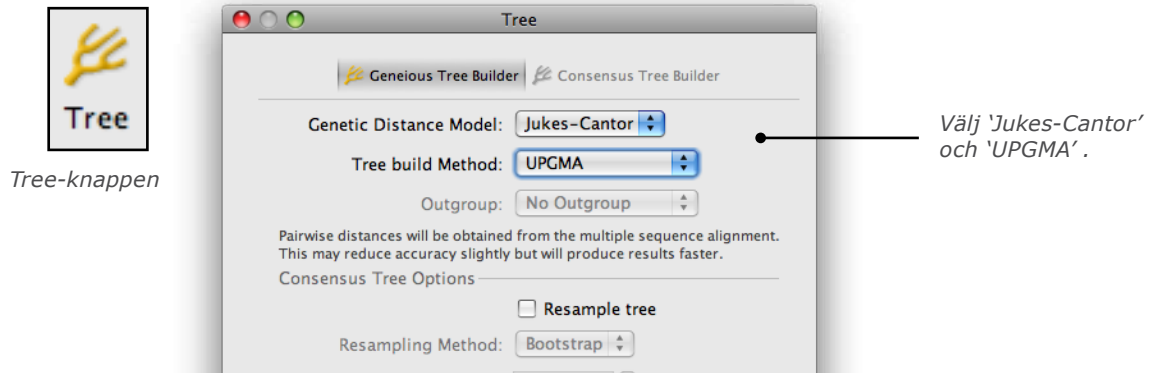 Tree
Tree-knappen
Tree
Geneious Tree Builder
Consensus Tree Builder
Genetic Distance Model: Jukes-Cantor
Tree build Method: UPGMA
Outgroup: No Outgroup
Pairwise distances will be obtained from the multiple sequence alignment.
This may reduce accuracy slightly but will produce results faster.
Consensus Tree Options
Resample tree
Resampling Method: Bootstrap
Välj ‘Jukes-Cantor’
och ‘UPGMA’ .